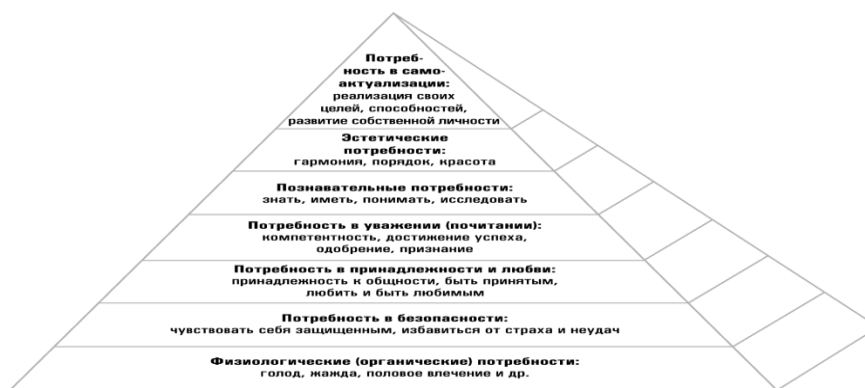 Потреб-
ность в само-
актуализации:
реализация своих
целей, способностей,
развитие собственной личности
Эстетические
потребности:
гармония, порядок, красота
Познавательные потребности:
знать, иметь, понимать, исследовать
Потребность в уважении (почитании):
компетентность, достижение успеха,
одобрение, признание
Потребность в принадлежности и любви:
принадлежность к общности, быть принятым,
любить и быть любимым
Потребность в безопасности:
чувствовать себя защищенным, избавиться от страха и неудач
Физиологические (органические) потребности:
голод, жажда, половое влечение и др.